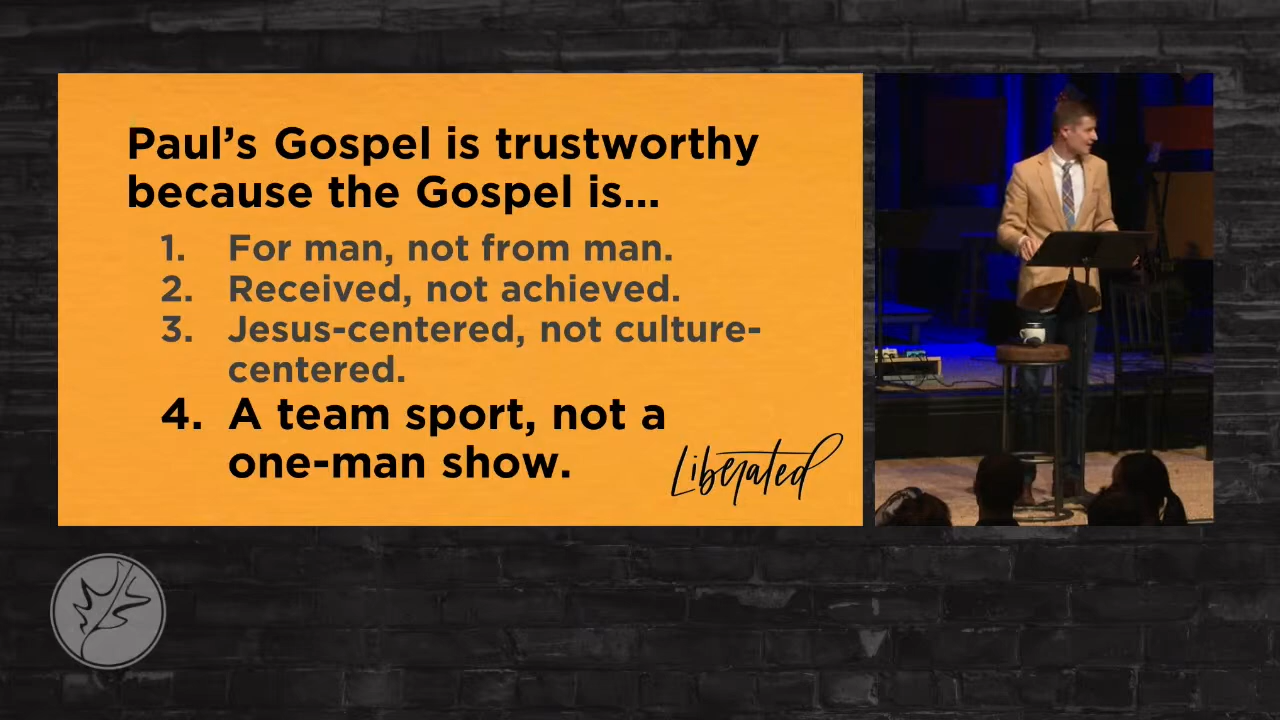 Paul’s Gospel is trustworthy
because the Gospel is...
1. For man, not from man.
2. Received, not achieved.
3. Jesus-centered, not culture-
centered.
4. A team sport, not a
one-man show.
Liberated